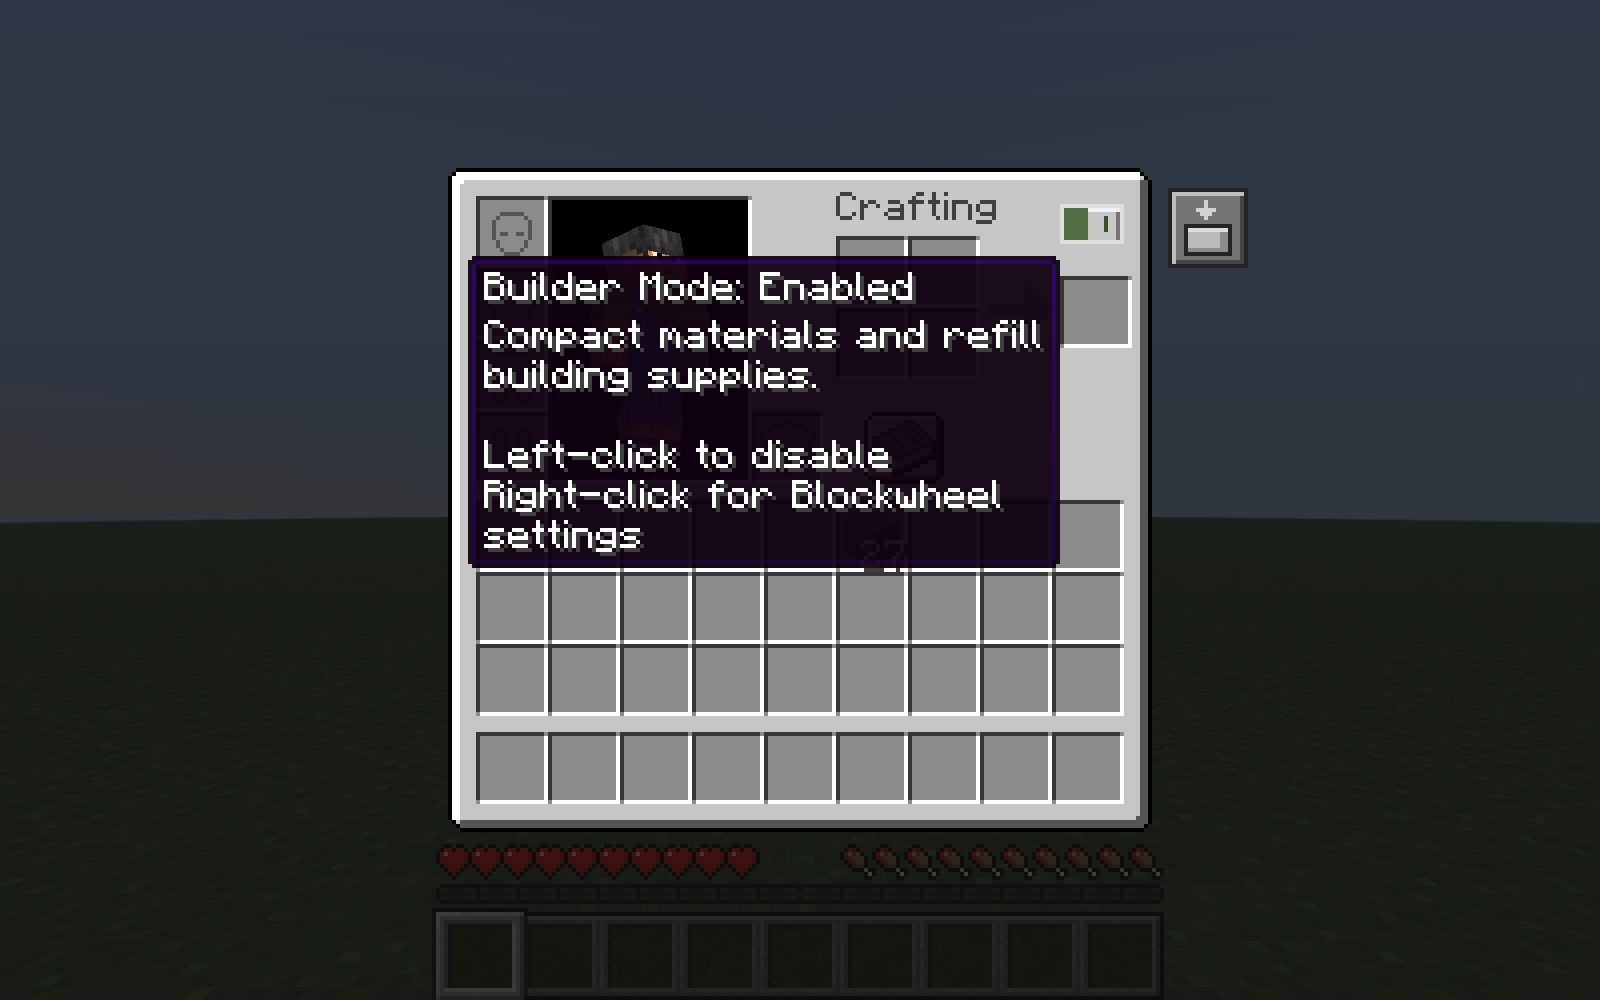 Crafting
Builder Mode: Enabled
Compact materials and refill
building supplies.
Left-click to disable
Right-click for Blockwheel
settings
27